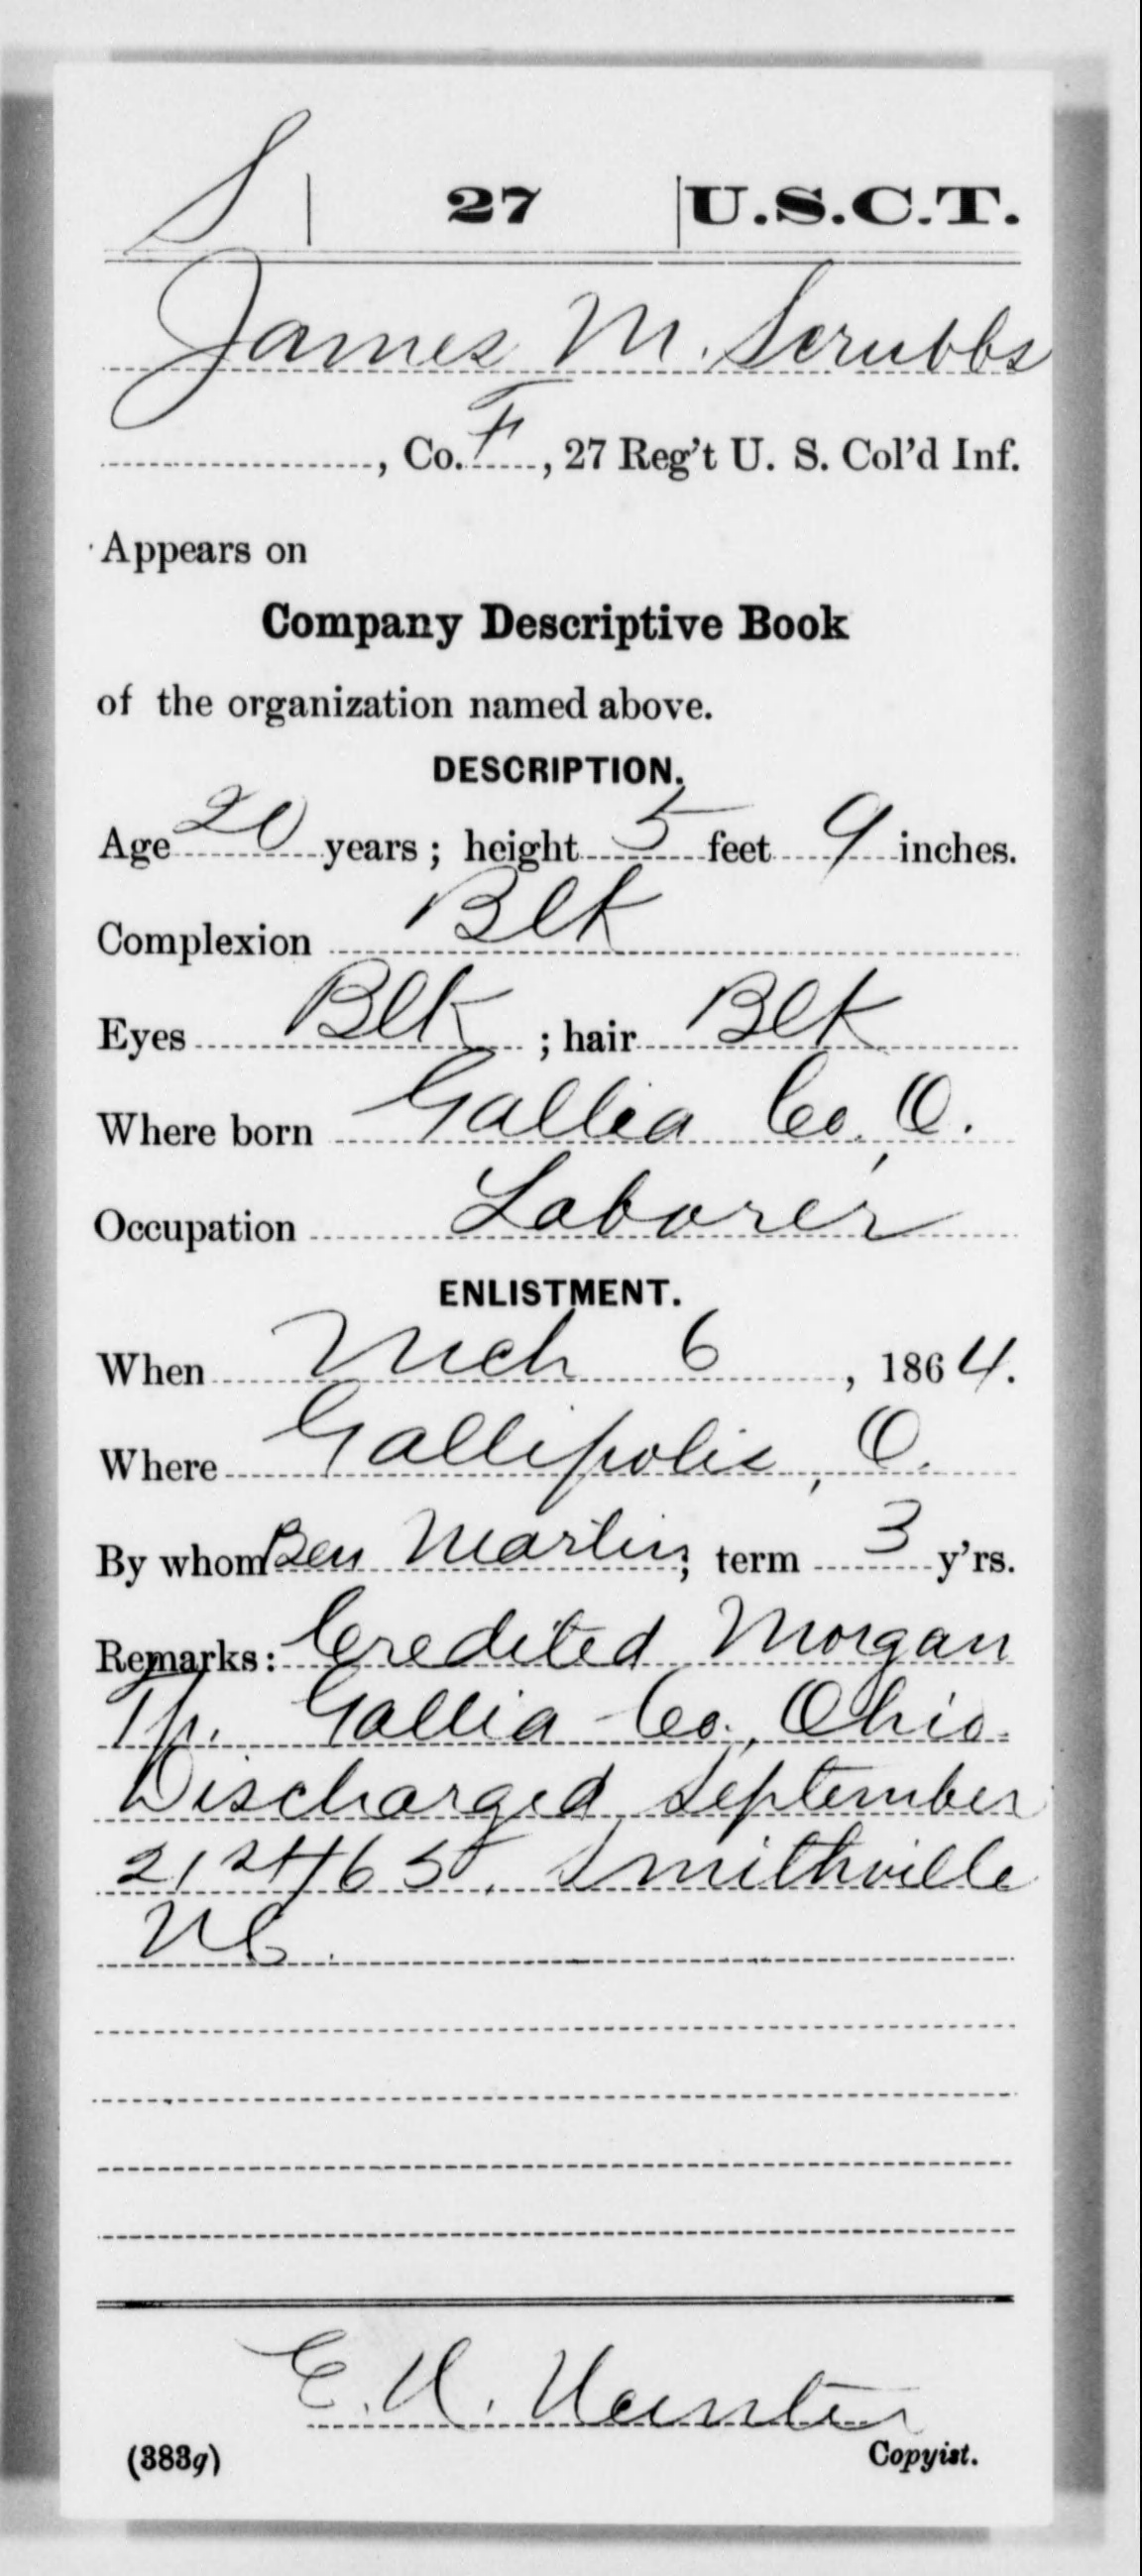 S | 27 | U.S.C.T.
James M. Scrubbs
, Co. F, 27 Reg't U. S. Col'd Inf.
Appears on
Company Descriptive Book
of the organization named above.
DESCRIPTION.
Age 20 years; height 5 feet 9 inches.
Complexion Blk
Eyes Blk; hair Blk
Where born Gallia Co., O.
Occupation Laborer
ENLISTMENT.
When Mch 6, 1864.
Where Gallipolis, O.
By whom Ben Martin; term 3 y'rs.
Remarks: Credited Morgan
Tp. Gallia Co., Ohio.
Discharged September
21st/65. Smithville
NC.
E. U.
(383g) Copyist.